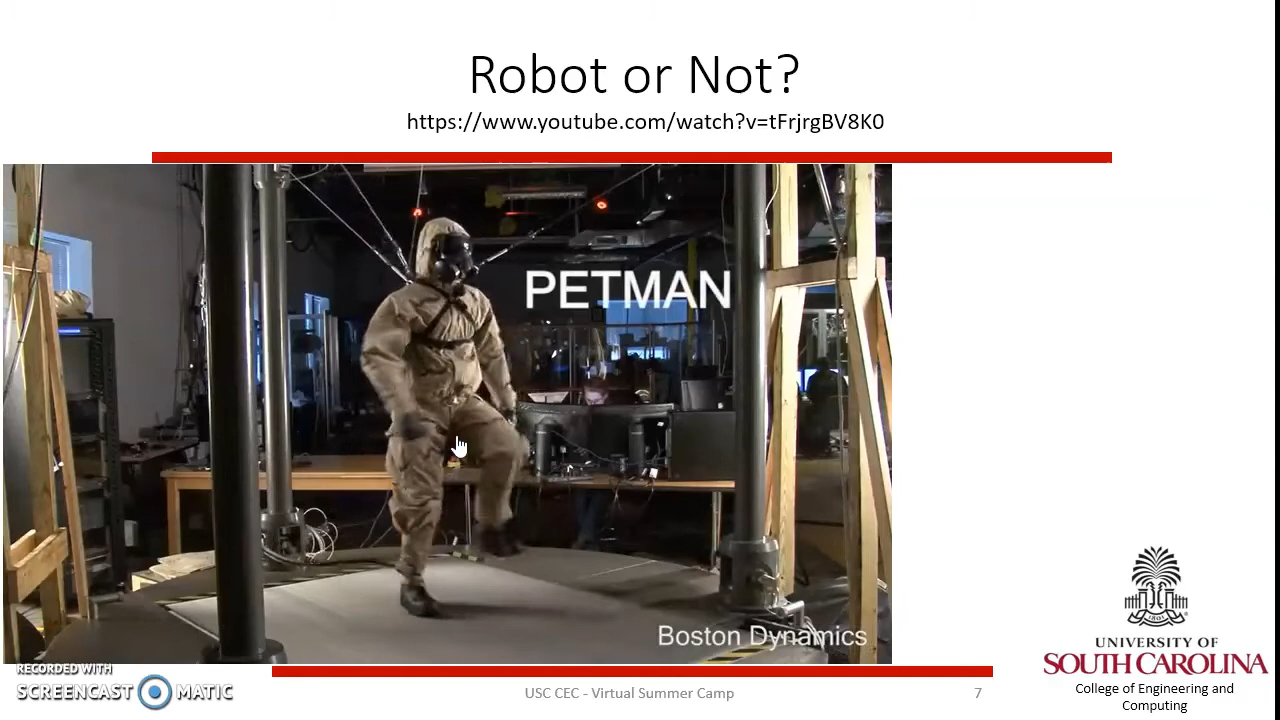 Robot or Not?
https://www.youtube.com/watch?v=tFrjrgBV8K0
PETMAN
Boston Dynamics
RECORDED WITH
SCREENCAST MATIC
USC CEC - Virtual Summer Camp
7
1801
UNIVERSITY OF
SOUTH CAROLINA
College of Engineering and
Computing